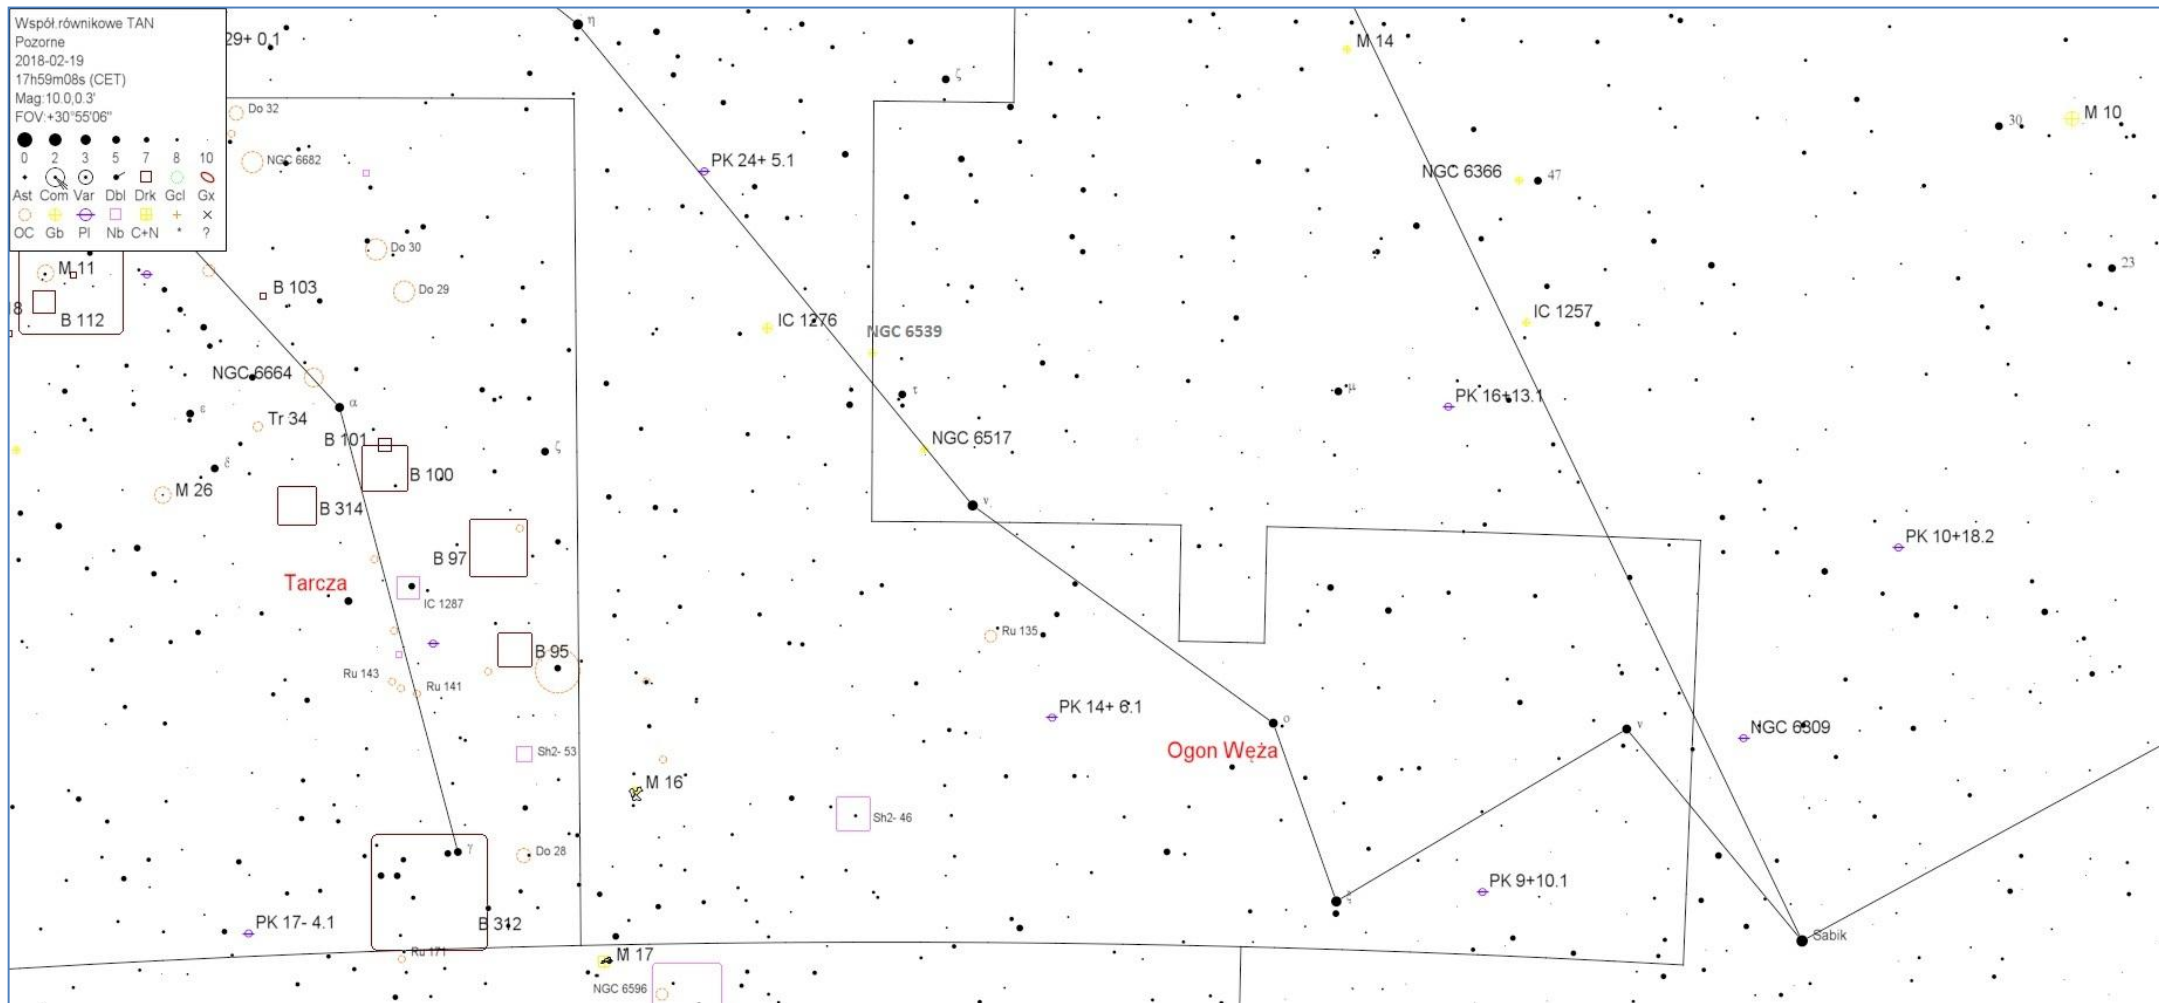 Współ.równikowe TAN
Pozorne
2018-02-19
17h59m08s (CET)
Mag:10.0,0.3'
FOV:+30°55'06"
0 2 3 5 7 8 10
Ast Com Var Dbl Drk Gcl Gx
OC Gb Pl Nb C+N * ?
29+ 0.1
η
M 14
ζ
Do 32
M 10
30
NGC 6682
PK 24+ 5.1
NGC 6366
47
Do 30
M 11
23
B 103
Do 29
18
B 112
IC 1276
NGC 6539
IC 1257
NGC 6664
α
ε
τ
μ
PK 16+13.1
Tr 34
B 101
ζ
NGC 6517
δ
B 100
M 26
B 314
ν
B 97
PK 10+18.2
Tarcza
IC 1287
Ru 135
B 95
Ru 143
Ru 141
PK 14+ 6.1
ο
ν
NGC 6309
Sh2- 53
Ogon Węża
M 16
Sh2- 46
γ
Do 28
PK 9+10.1
ξ
PK 17- 4.1
B 312
Sabik
Ru 171
M 17
NGC 6596